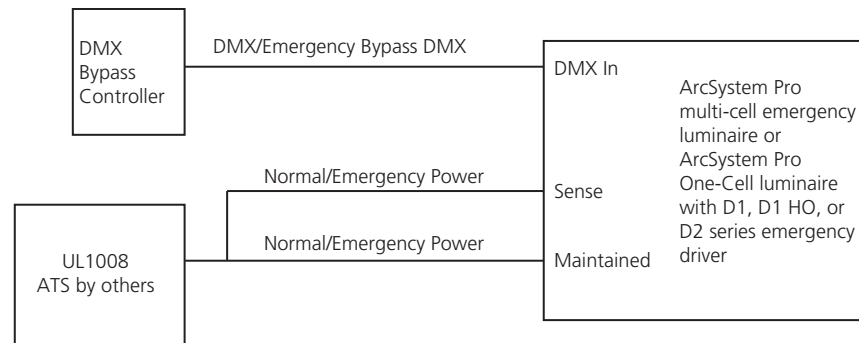 DMX
Bypass
Controller
DMX/Emergency Bypass DMX
DMX In
ArcSystem Pro
multi-cell emergency
luminaire or
ArcSystem Pro
One-Cell luminaire
with D1, D1 HO, or
D2 series emergency
driver
Normal/Emergency Power
Sense
Normal/Emergency Power
Maintained
UL1008
ATS by others